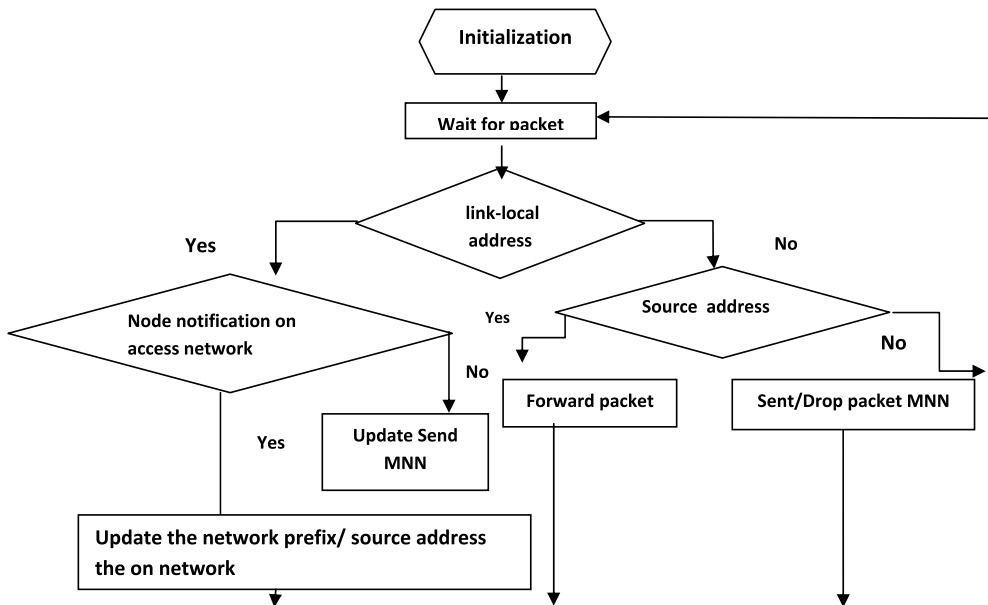 Initialization
Wait for packet
link-local
address
Yes
No
Node notification on
access network
Source address
Yes
No
No
Forward packet
Sent/Drop packet MNN
Yes
Update Send
MNN
Update the network prefix/ source address
the on network